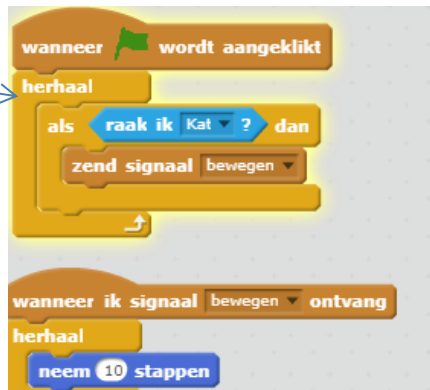 wanneer wordt aangeklikt
herhaal
als raak ik Kat ? dan
zend signaal bewegen
wanneer ik signaal bewegen ontvang
herhaal
neem 10 stappen